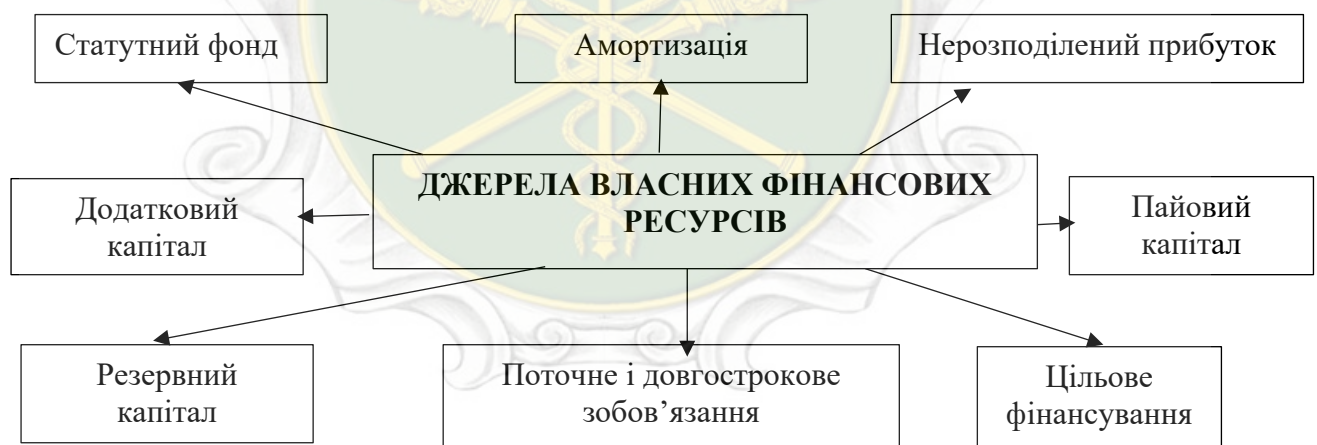 Статутний фонд
Амортизація
Нерозподілений прибуток
ДЖЕРЕЛА ВЛАСНИХ ФІНАНСОВИХ
РЕСУРСІВ
Додатковий
капітал
Пайовий
капітал
Резервний
капітал
Поточне і довгострокове
зобов’язання
Цільове
фінансування